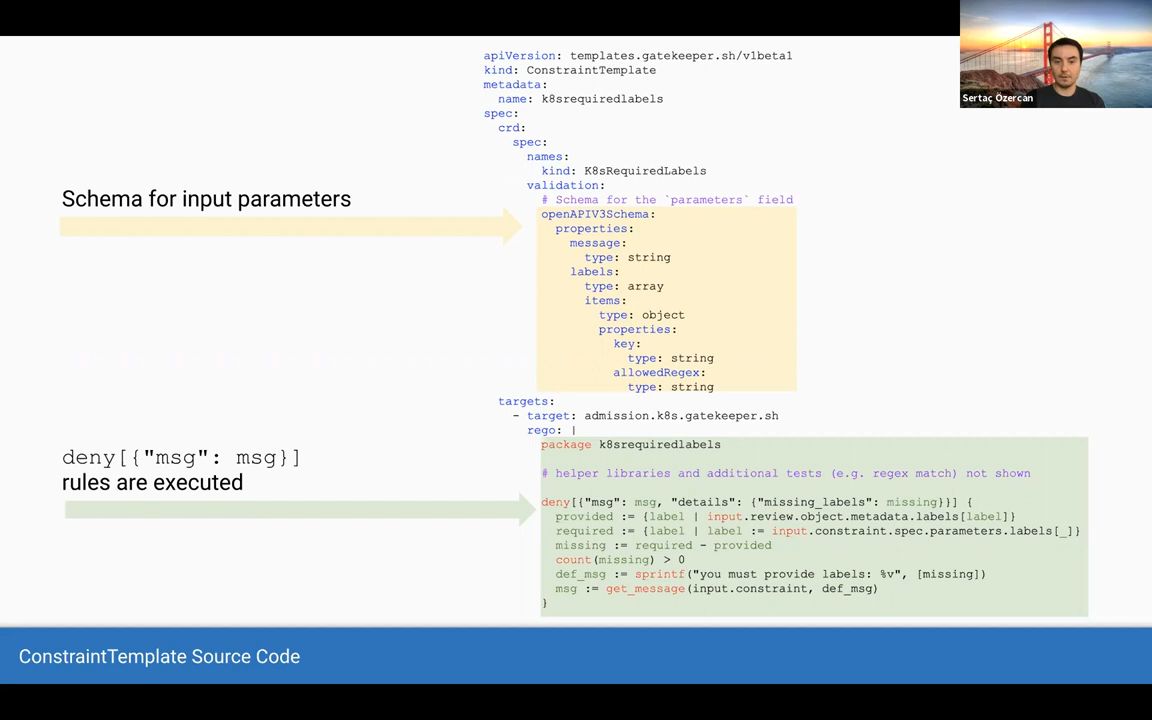 Sertaç Özercan
apiVersion: templates.gatekeeper.sh/v1beta1
kind: ConstraintTemplate
metadata:
  name: k8srequiredlabels
spec:
  crd:
    spec:
      names:
        kind: K8sRequiredLabels
      validation:
        # Schema for the `parameters` field
        openAPIV3Schema:
          properties:
            message:
              type: string
            labels:
              type: array
              items:
                type: object
                properties:
                  key:
                    type: string
                  allowedRegex:
                    type: string
  targets:
    - target: admission.k8s.gatekeeper.sh
      rego: |
        package k8srequiredlabels

        # helper libraries and additional tests (e.g. regex match) not shown

        deny[{"msg": msg, "details": {"missing_labels": missing}}] {
          provided := {label | input.review.object.metadata.labels[label]}
          required := {label | label := input.constraint.spec.parameters.labels[_]}
          missing := required - provided
          count(missing) > 0
          def_msg := sprintf("you must provide labels: %v", [missing])
          msg := get_message(input.constraint, def_msg)
        }
Schema for input parameters
deny[{"msg": msg}]
rules are executed
ConstraintTemplate Source Code